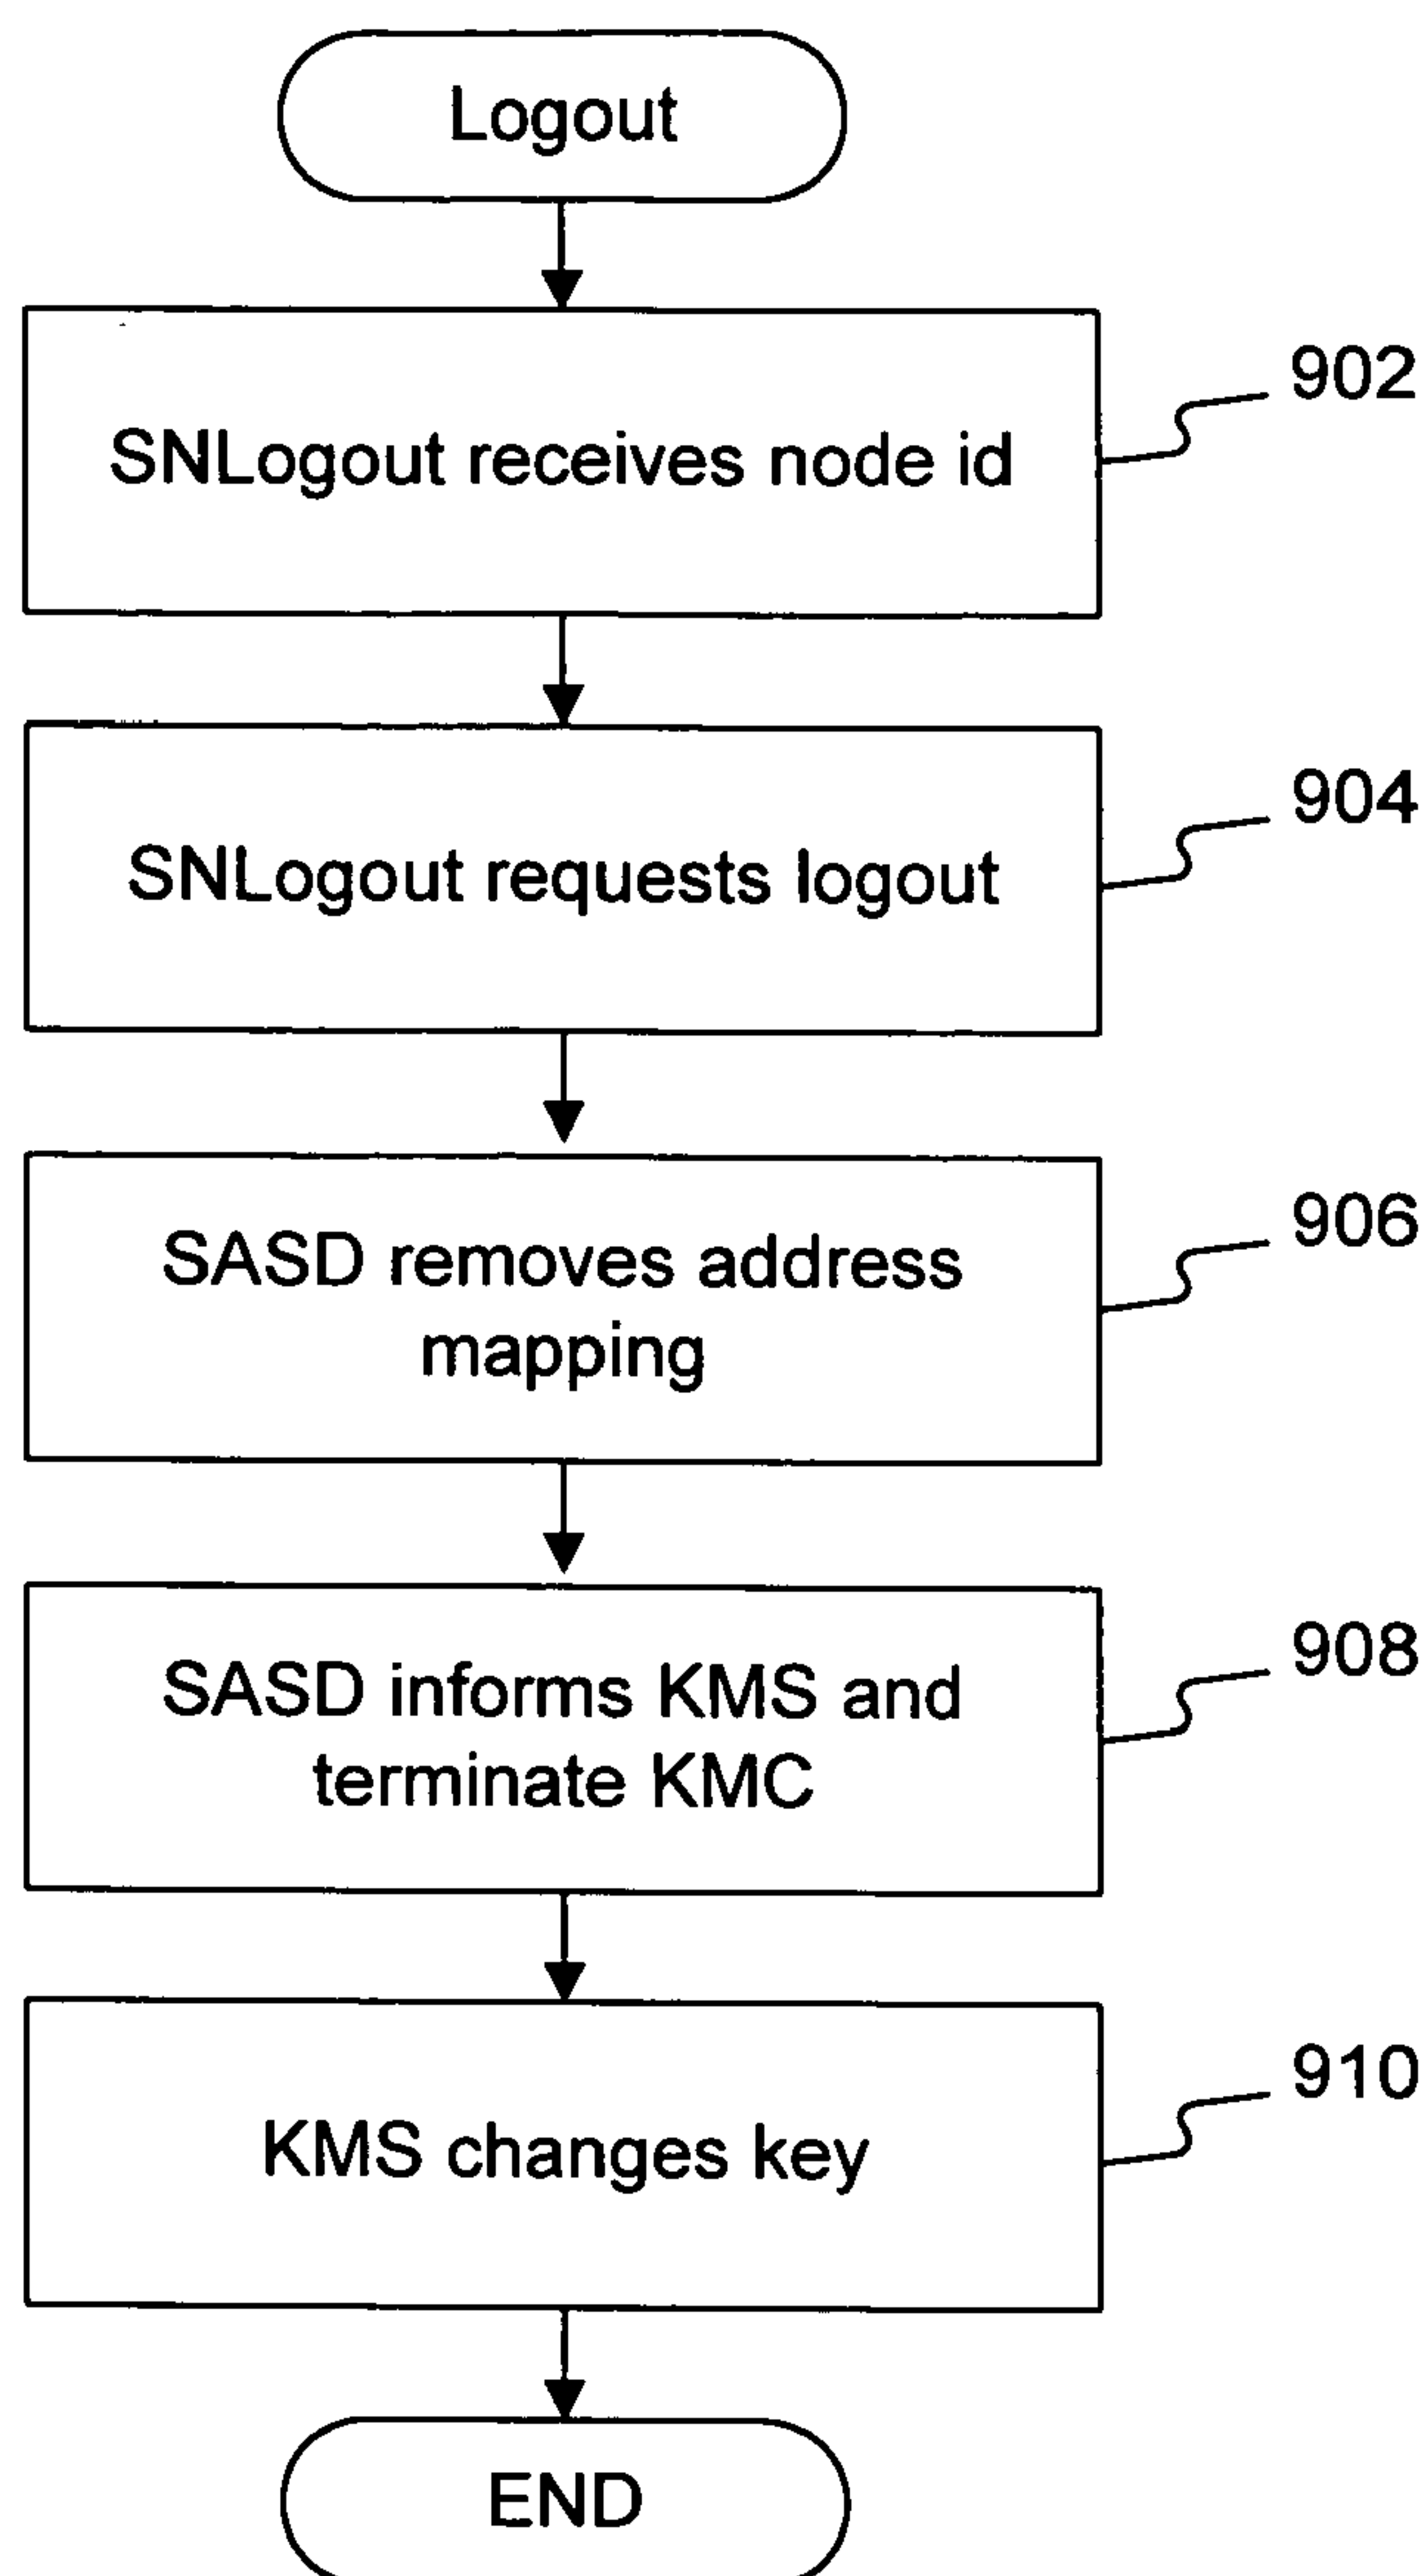 Logout
SNLogout receives node id
902
SNLogout requests logout
904
SASD removes address
mapping
906
SASD informs KMS and
terminate KMC
908
KMS changes key
910
END